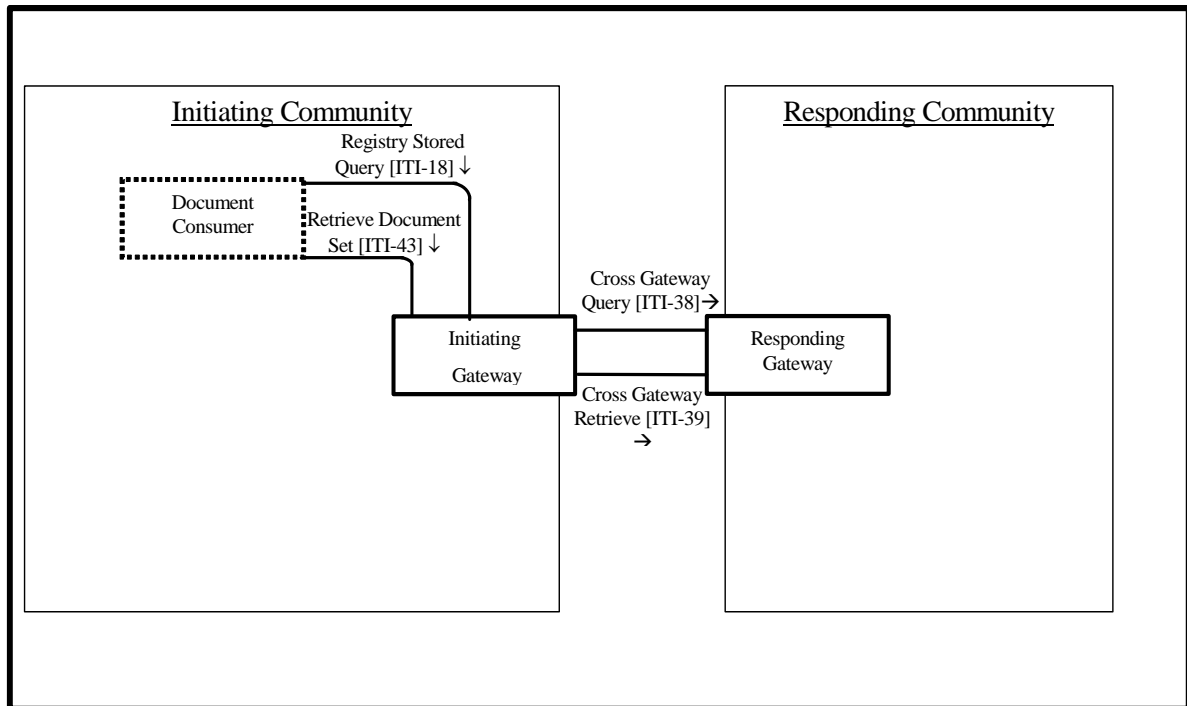 Initiating Community
Responding Community
Registry Stored
Query [ITI-18] ↓
Document
Consumer
Retrieve Document
Set [ITI-43] ↓
Cross Gateway
Query [ITI-38]→
Initiating
Gateway
Responding
Gateway
Cross Gateway
Retrieve [ITI-39]
→